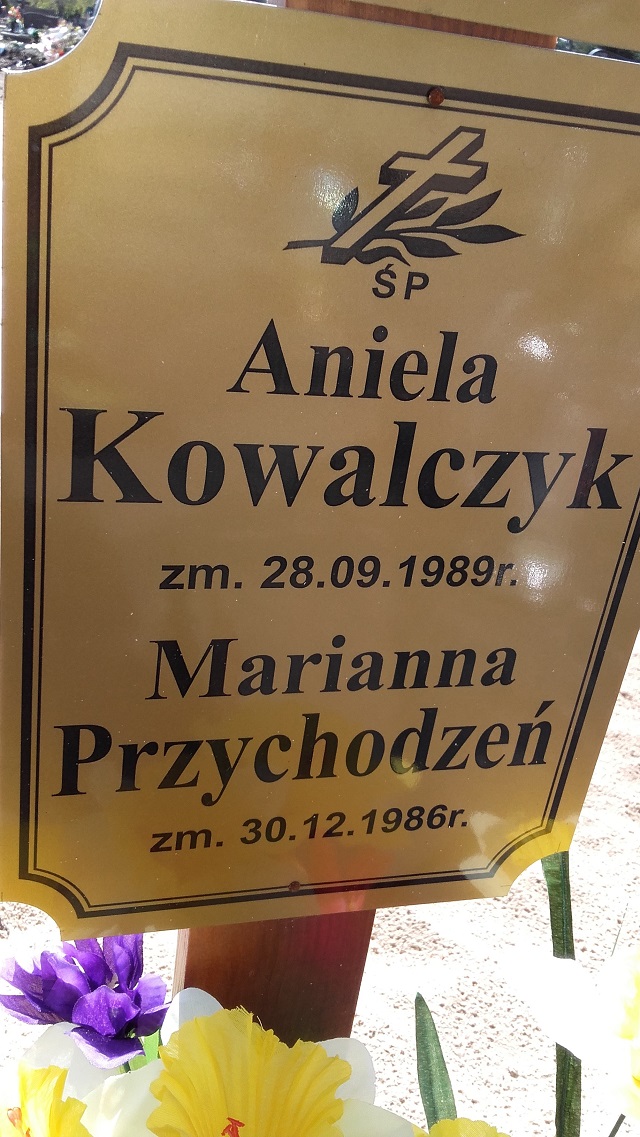 ŚP
Aniela
Kowalczyk
zm. 28.09.1989r.
Marianna
Przychodzeń
zm. 30.12.1986r.